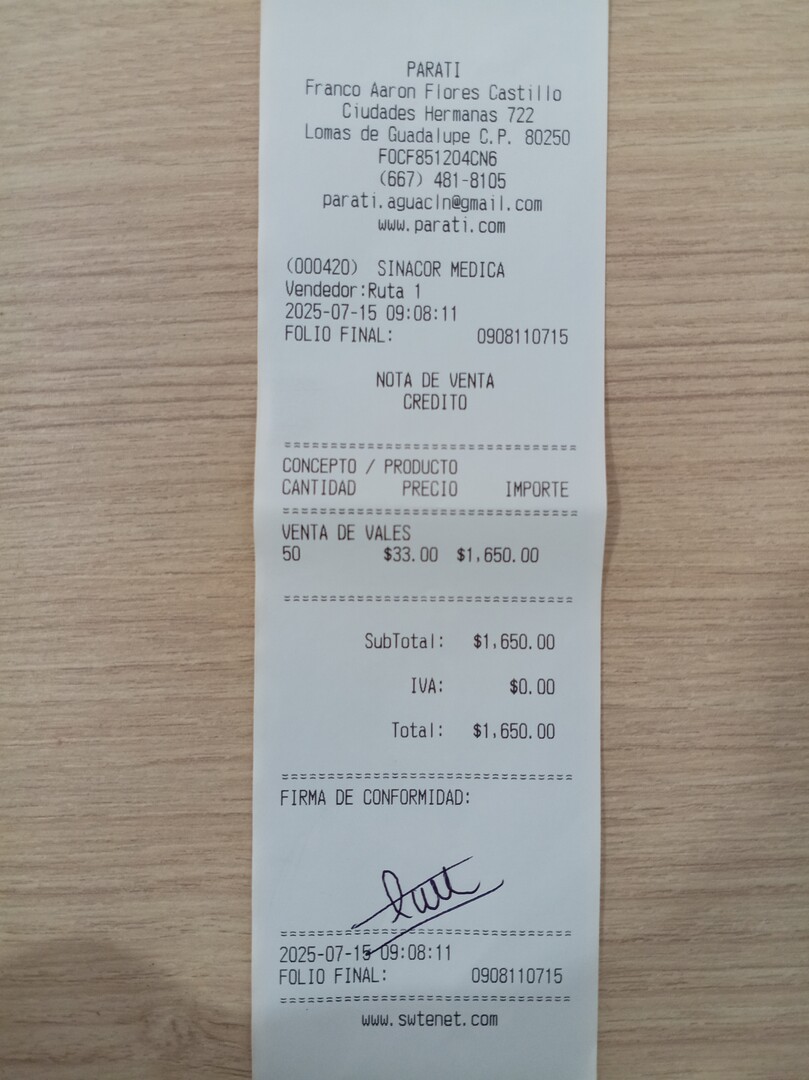 PARATI
Franco Aaron Flores Castillo
Ciudades Hermanas 722
Lomas de Guadalupe C.P. 80250
FOCF851204CN6
(667) 481-8105
parati.aguacln@gmail.com
www.parati.com
(000420) SINACOR MEDICA
Vendedor:Ruta 1
2025-07-15 09:08:11
FOLIO FINAL: 0908110715
NOTA DE VENTA
CREDITO
===============================
CONCEPTO / PRODUCTO
CANTIDAD PRECIO IMPORTE
===============================
VENTA DE VALES
50 $33.00 $1,650.00
===============================
SubTotal: $1,650.00
IVA: $0.00
Total: $1,650.00
===============================
FIRMA DE CONFORMIDAD:
===============================
2025-07-15 09:08:11
FOLIO FINAL: 0908110715
===============================
www.swtenet.com